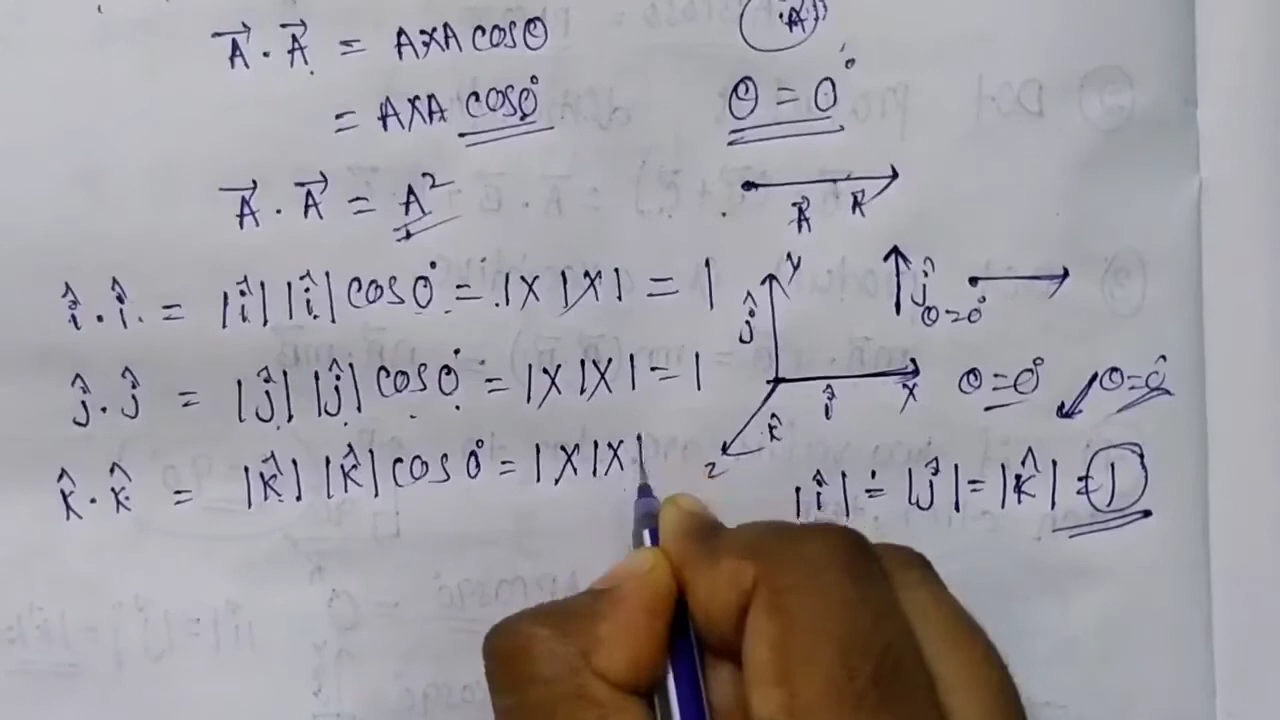 A⃗ . A⃗ = A×A cosθ
= A×A cos0° θ = 0°
A⃗ . A⃗ = A² A⃗ A⃗
î . î = |î| |î| cos0° = 1×1×1 = 1
y ĵ ĵ θ=0°
ĵ . ĵ = |ĵ| |ĵ| cos0° = 1×1×1 = 1
î x θ=0° θ=0°
k̂ z
k̂ . k̂ = |k̂| |k̂| cos0° = 1×1×1
|î| = |ĵ| = |k̂| = 1